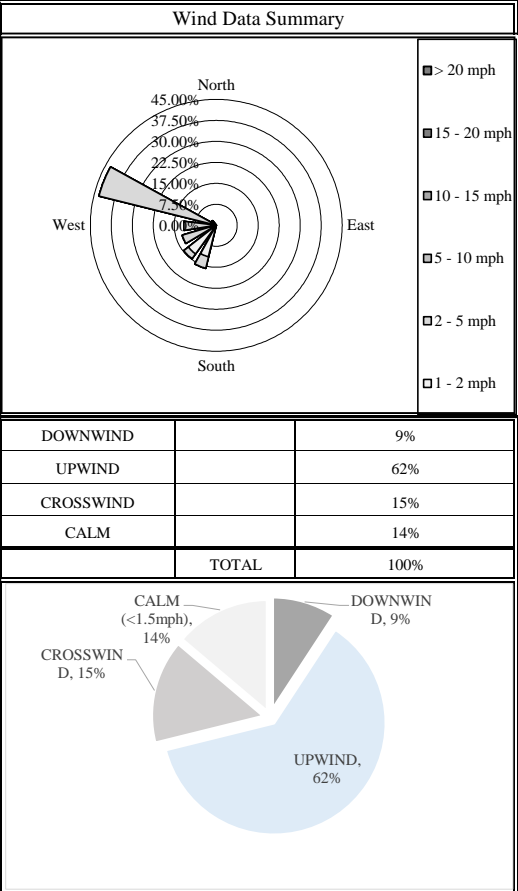 Wind Data Summary
North
45.00%
37.50%
30.00%
22.50%
15.00%
7.50%
0.00%
West
East
South
> 20 mph
15 - 20 mph
10 - 15 mph
5 - 10 mph
2 - 5 mph
1 - 2 mph
DOWNWIND 9%
UPWIND 62%
CROSSWIND 15%
CALM 14%
TOTAL 100%
CALM
(<1.5mph),
14%
DOWNWIN
D, 9%
CROSSWIN
D, 15%
UPWIND,
62%